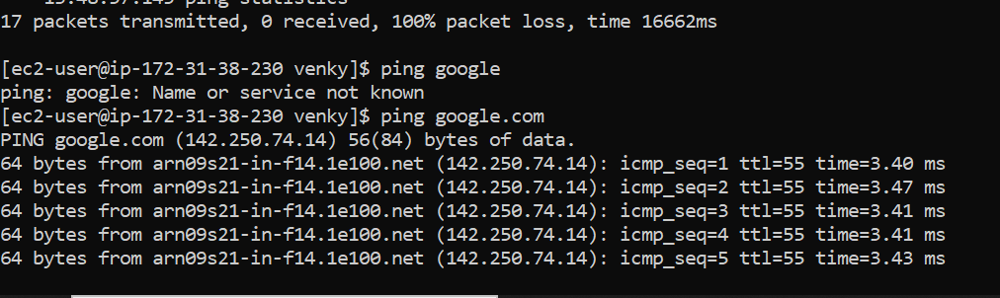 17 packets transmitted, 0 received, 100% packet loss, time 16662ms
[ec2-user@ip-172-31-38-230 venky]$ ping google
ping: google: Name or service not known
[ec2-user@ip-172-31-38-230 venky]$ ping google.com
PING google.com (142.250.74.14) 56(84) bytes of data.
64 bytes from arn09s21-in-f14.1e100.net (142.250.74.14): icmp_seq=1 ttl=55 time=3.40 ms
64 bytes from arn09s21-in-f14.1e100.net (142.250.74.14): icmp_seq=2 ttl=55 time=3.47 ms
64 bytes from arn09s21-in-f14.1e100.net (142.250.74.14): icmp_seq=3 ttl=55 time=3.41 ms
64 bytes from arn09s21-in-f14.1e100.net (142.250.74.14): icmp_seq=4 ttl=55 time=3.41 ms
64 bytes from arn09s21-in-f14.1e100.net (142.250.74.14): icmp_seq=5 ttl=55 time=3.43 ms